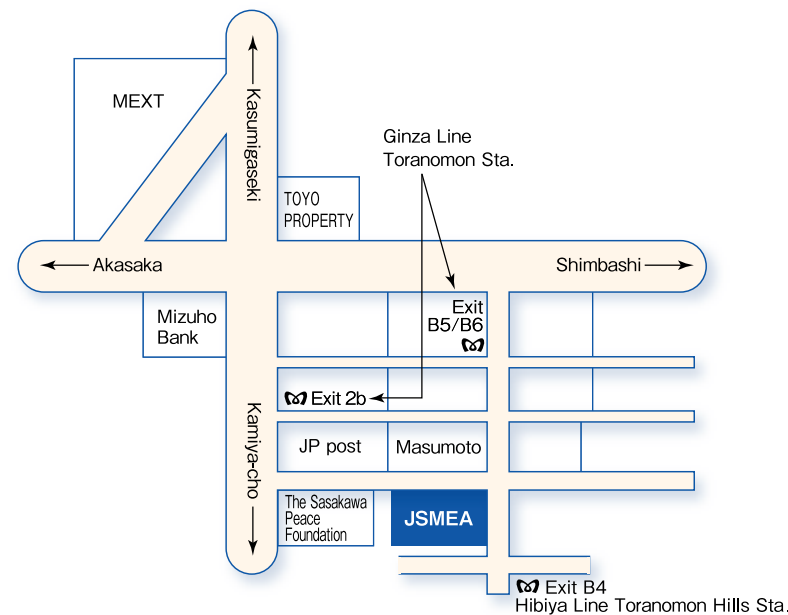 MEXT
Kasumigaseki
Ginza Line
Toranomon Sta.
TOYO
PROPERTY
Akasaka
Shimbashi
Mizuho
Bank
Exit
B5/B6
Exit 2b
Kamiya-cho
JP post
Masumoto
The Sasakawa
Peace
Foundation
JSMEA
Exit B4
Hibiya Line Toranomon Hills Sta.